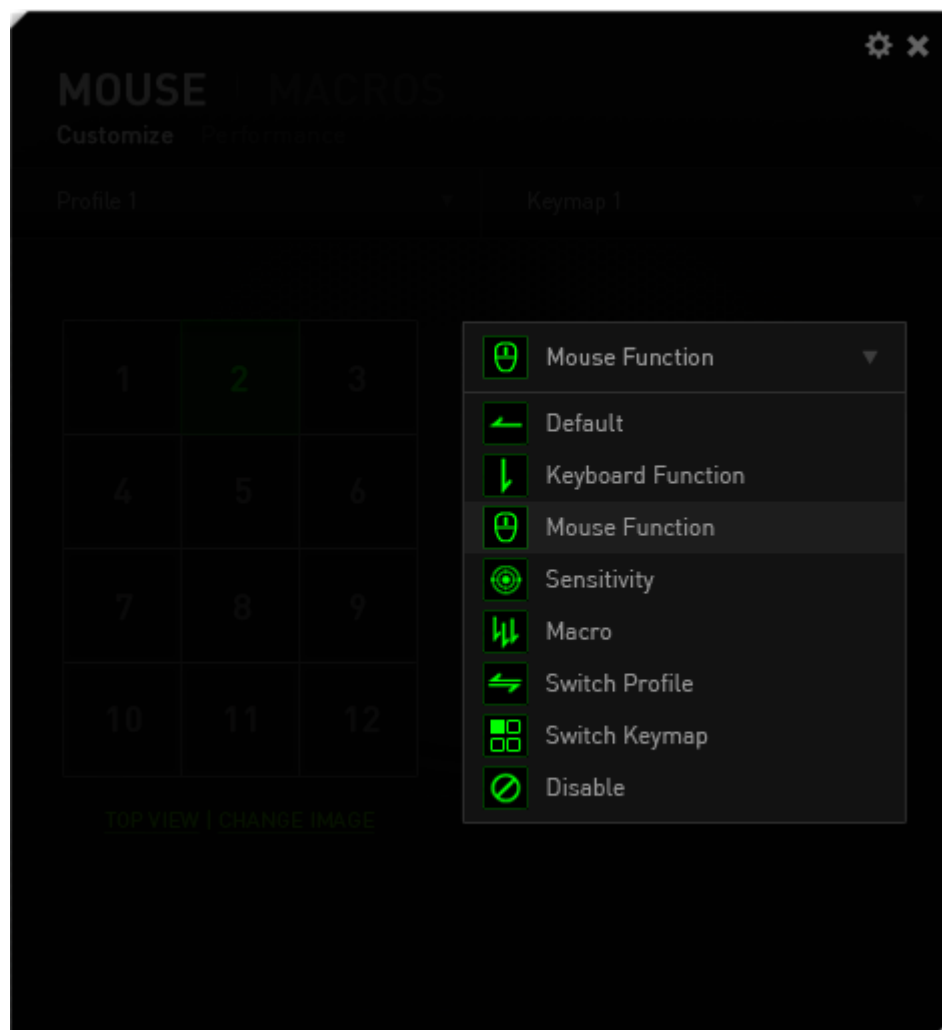 MOUSE | MACROS
Customize Performance
Profile 1 Keymap 1
1 2 3
4 5 6
7 8 9
10 11 12
TOP VIEW | CHANGE IMAGE
Mouse Function
Default
Keyboard Function
Mouse Function
Sensitivity
Macro
Switch Profile
Switch Keymap
Disable